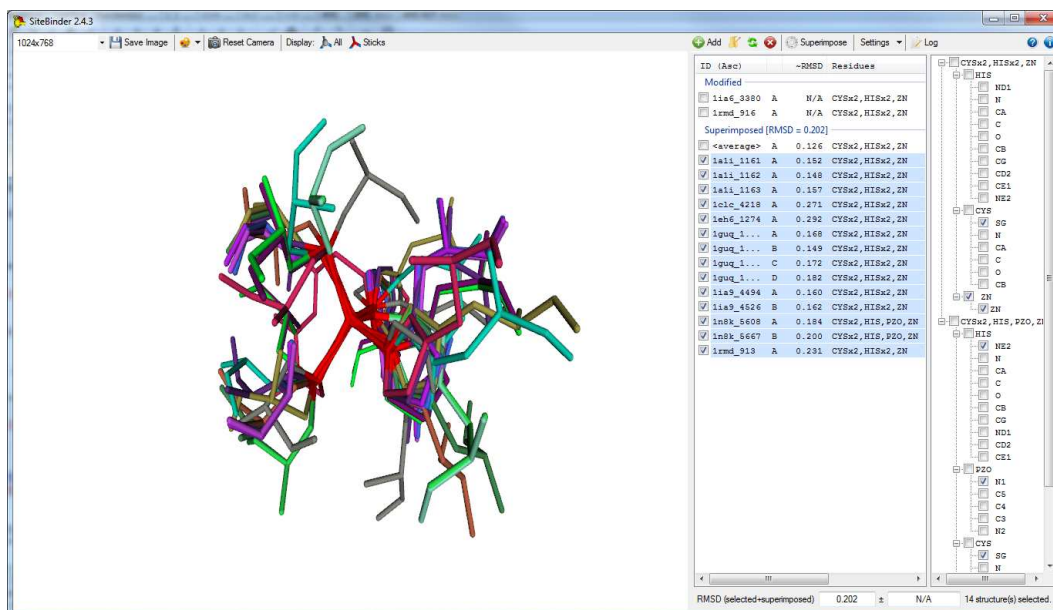 SiteBinder 2.4.3
1024x768 Save Image Reset Camera Display: All Sticks Add Superimpose Settings Log
ID (Asc) ~RMSD Residues
Modified
1ia6_3380 A N/A CYSx2,HISx2,ZN
1rmd_916 A N/A CYSx2,HISx2,ZN
Superimposed [RMSD = 0.202]
<average> A 0.126 CYSx2,HISx2,ZN
1a1i_1161 A 0.152 CYSx2,HISx2,ZN
1a1i_1162 A 0.148 CYSx2,HISx2,ZN
1a1i_1163 A 0.157 CYSx2,HISx2,ZN
1clc_4218 A 0.271 CYSx2,HISx2,ZN
1eh6_1274 A 0.292 CYSx2,HISx2,ZN
1guq_1... A 0.168 CYSx2,HISx2,ZN
1guq_1... B 0.149 CYSx2,HISx2,ZN
1guq_1... C 0.172 CYSx2,HISx2,ZN
1guq_1... D 0.182 CYSx2,HISx2,ZN
1ia9_4494 A 0.160 CYSx2,HISx2,ZN
1ia9_4526 B 0.162 CYSx2,HISx2,ZN
1n8k_5608 A 0.184 CYSx2,HIS,PZO,ZN
1n8k_5667 B 0.200 CYSx2,HIS,PZO,ZN
1rmd_913 A 0.231 CYSx2,HISx2,ZN
CYSx2,HISx2,ZN
HIS
ND1
N
CA
C
O
CB
CG
CD2
CE1
NE2
CYS
SG
N
CA
C
O
CB
ZN
ZN
CYSx2,HIS,PZO,Z
HIS
NE2
N
CA
C
O
CB
CG
ND1
CD2
CE1
PZO
N1
C5
C4
C3
N2
CYS
SG
N
RMSD (selected+superimposed) 0.202 ± N/A 14 structure(s) selected.